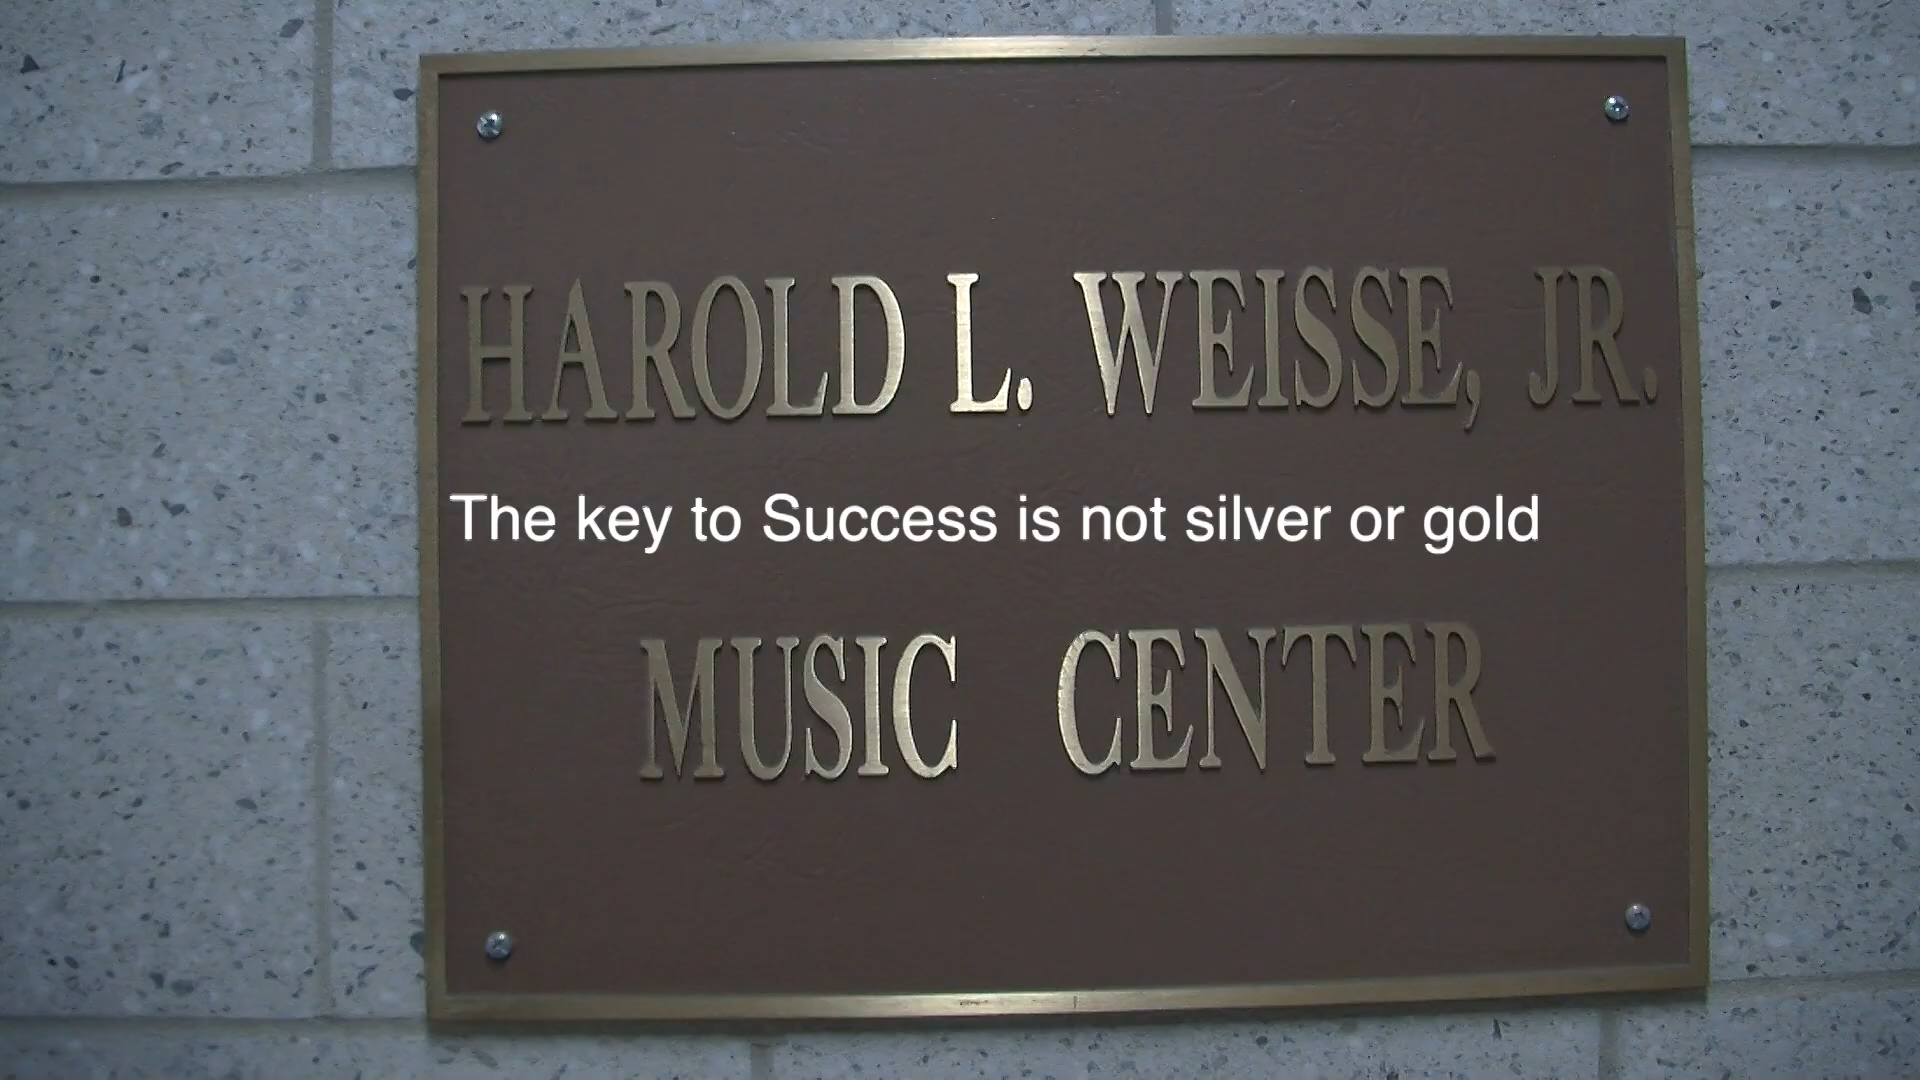 HAROLD L. WEISSE, JR.
The key to Success is not silver or gold
MUSIC CENTER